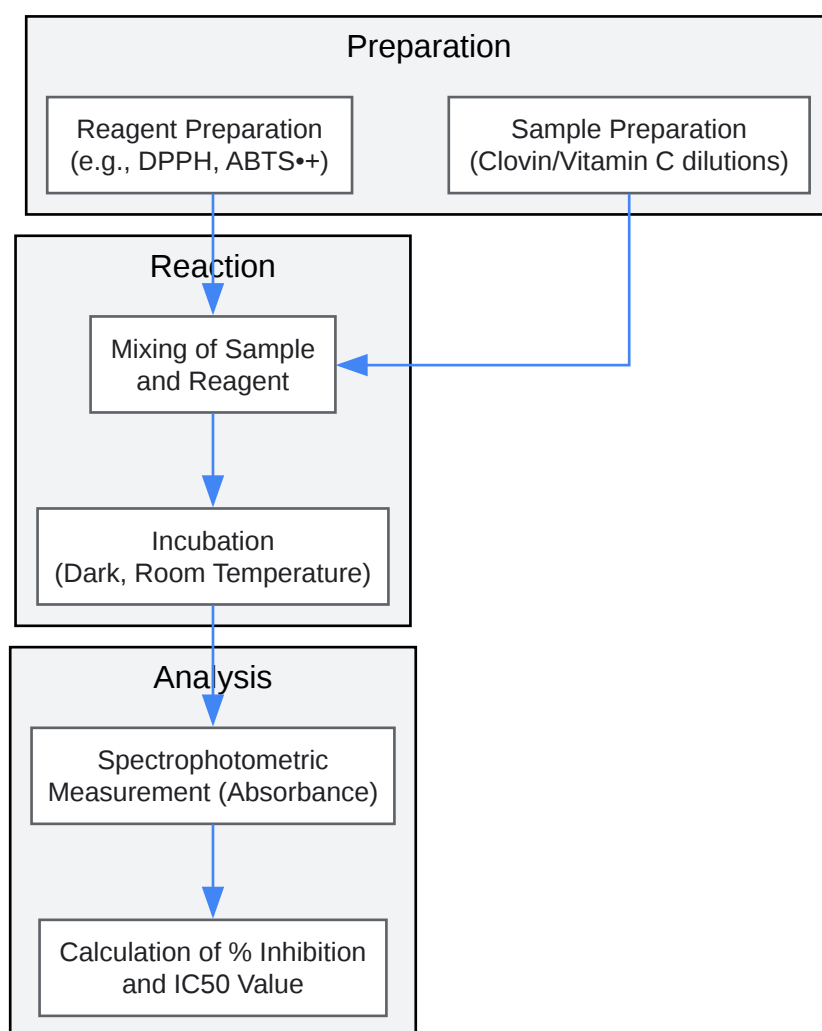 Preparation
Reagent Preparation
(e.g., DPPH, ABTS•+)
Sample Preparation
(Clovin/Vitamin C dilutions)
Reaction
Mixing of Sample
and Reagent
Incubation
(Dark, Room Temperature)
Analysis
Spectrophotometric
Measurement (Absorbance)
Calculation of % Inhibition
and IC50 Value